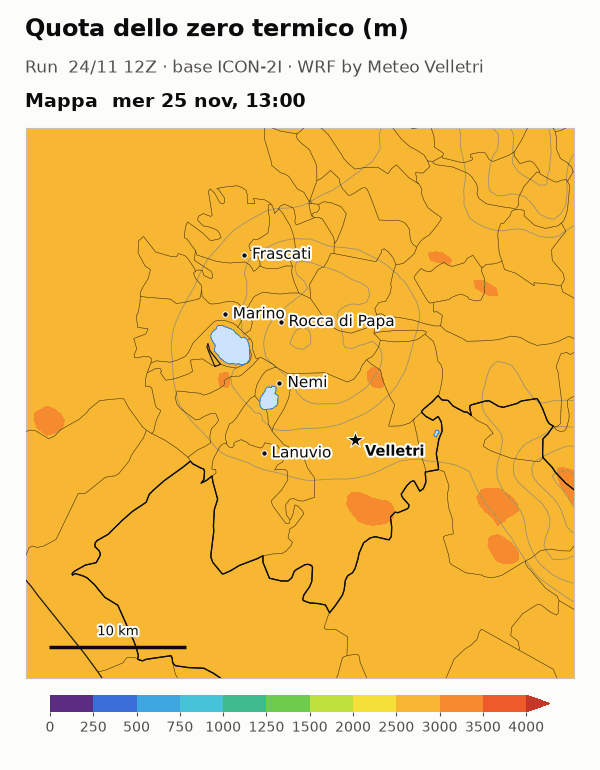 Quota dello zero termico (m)
Run  24/11 12Z · base ICON-2I · WRF by Meteo Velletri
Mappa  mer 25 nov, 13:00
Frascati
Marino
Rocca di Papa
Nemi
Velletri
Lanuvio
10 km
0 250 500 750 1000 1250 1500 2000 2500 3000 3500 4000